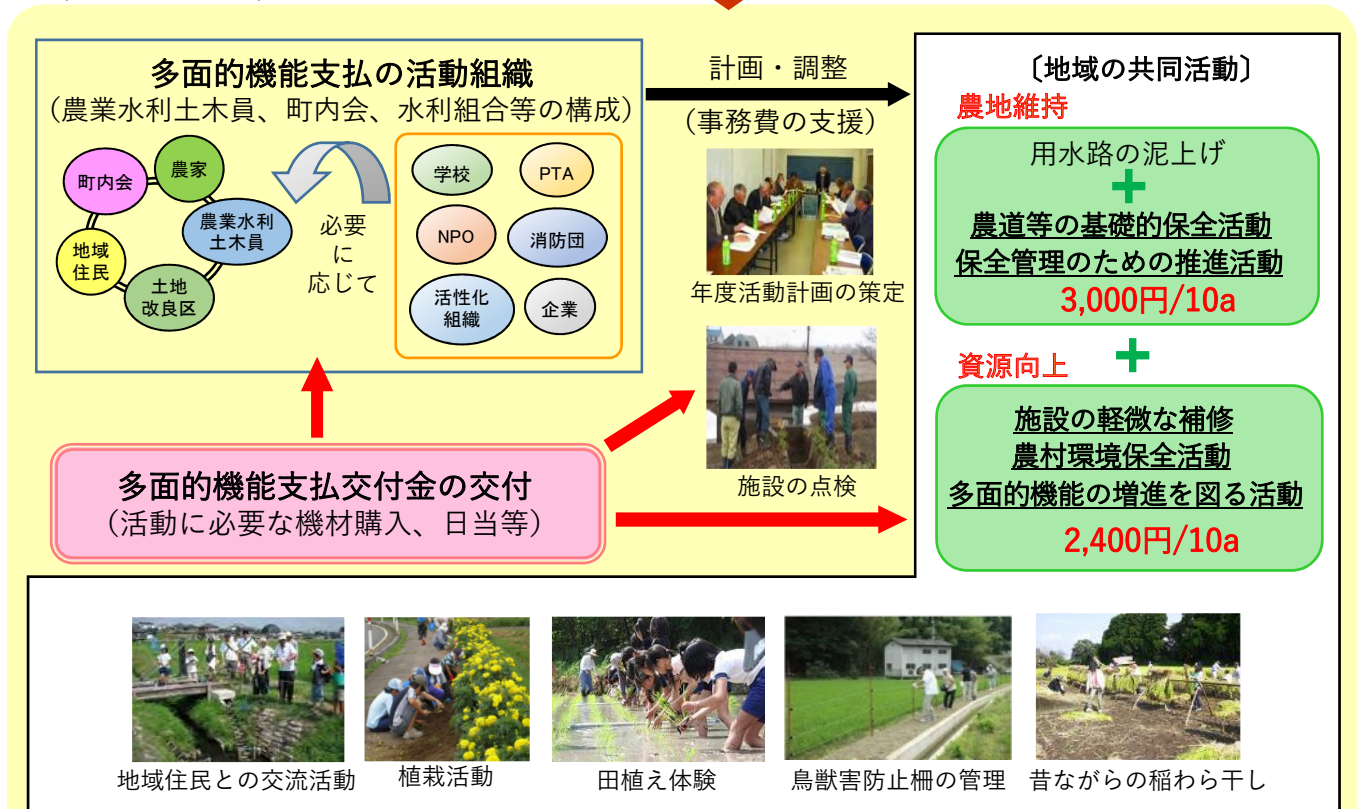 多面的機能支払の活動組織
（農業水利土木員、町内会、水利組合等の構成）
町内会
農家
農業水利
土木員
地域
住民
土地
改良区
必要
に
応じて
学校
PTA
NPO
消防団
活性化
組織
企業
計画・調整
（事務費の支援）
年度活動計画の策定
施設の点検
多面的機能支払交付金の交付
（活動に必要な機材購入、日当等）
〔地域の共同活動〕
農地維持
用水路の泥上げ
+
農道等の基礎的保全活動
保全管理のための推進活動
3,000円/10a
+
資源向上
施設の軽微な補修
農村環境保全活動
多面的機能の増進を図る活動
2,400円/10a
地域住民との交流活動
植栽活動
田植え体験
鳥獣害防止柵の管理
昔ながらの稲わら干し